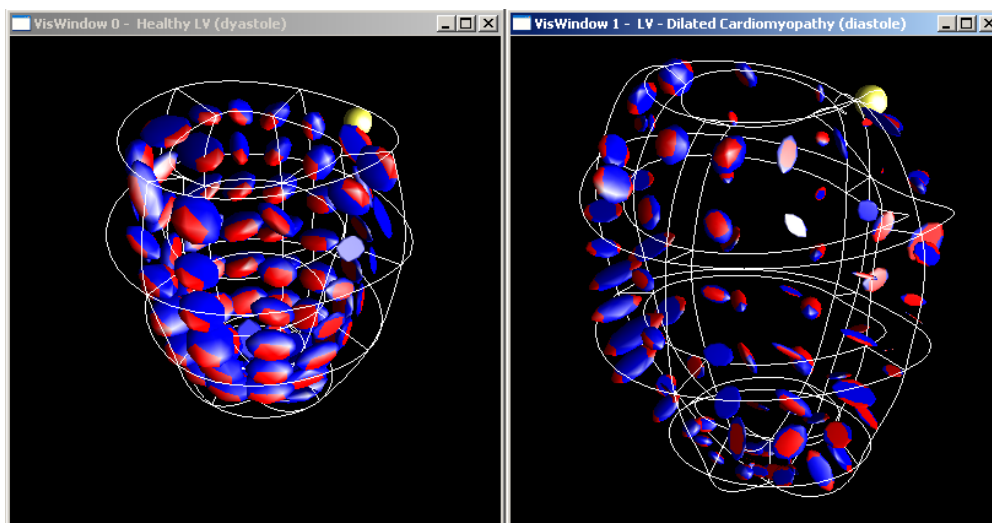 VisWindow 0 - Healthy LV (dyastole)
VisWindow 1 - LV - Dilated Cardiomyopathy (diastole)